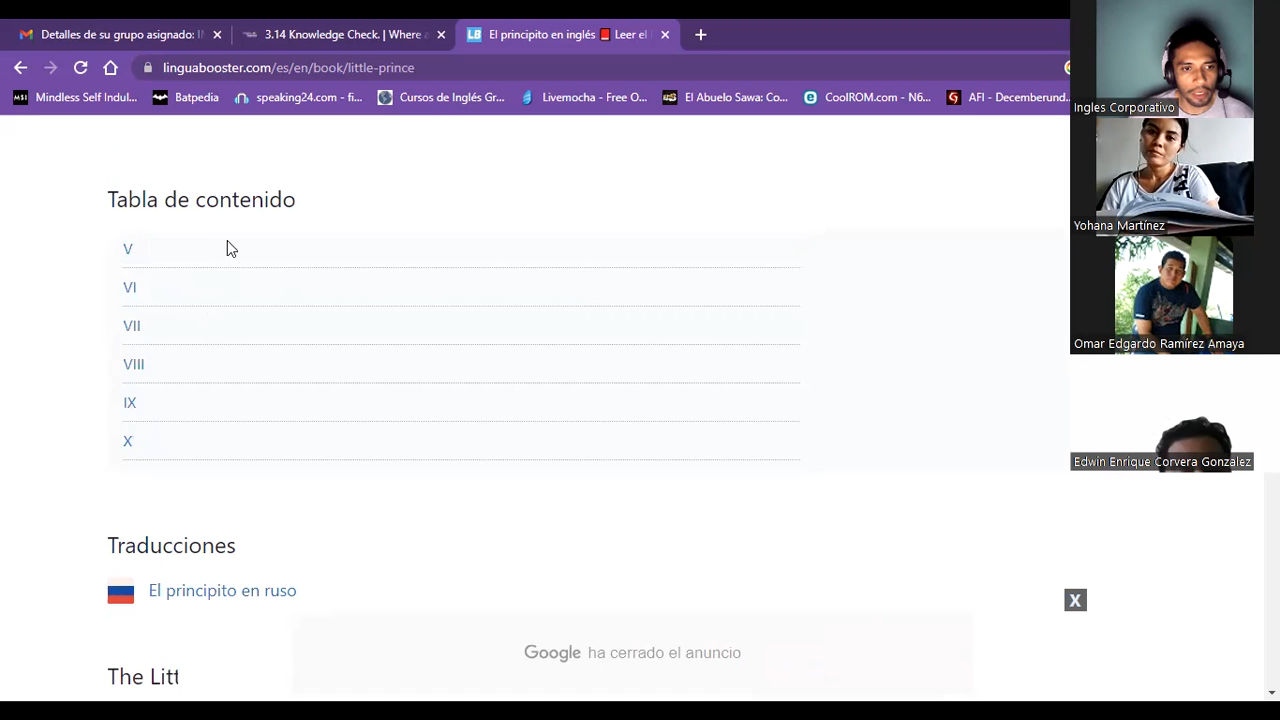 Detalles de su grupo asignado: I
3.14 Knowledge Check. | Where a
LB El principito en inglés Leer el
linguabooster.com/es/en/book/little-prince
Mindless Self Indul...
Batpedia
speaking24.com - fi...
Cursos de Inglés Gr...
Livemocha - Free O...
El Abuelo Sawa: Co...
CoolROM.com - N6...
AFI - Decemberund...
Ingles Corporativo
Yohana Martínez
Omar Edgardo Ramírez Amaya
Edwin Enrique Corvera Gonzalez
Tabla de contenido
V
VI
VII
VIII
IX
X
Traducciones
El principito en ruso
X
Google ha cerrado el anuncio
The Litt